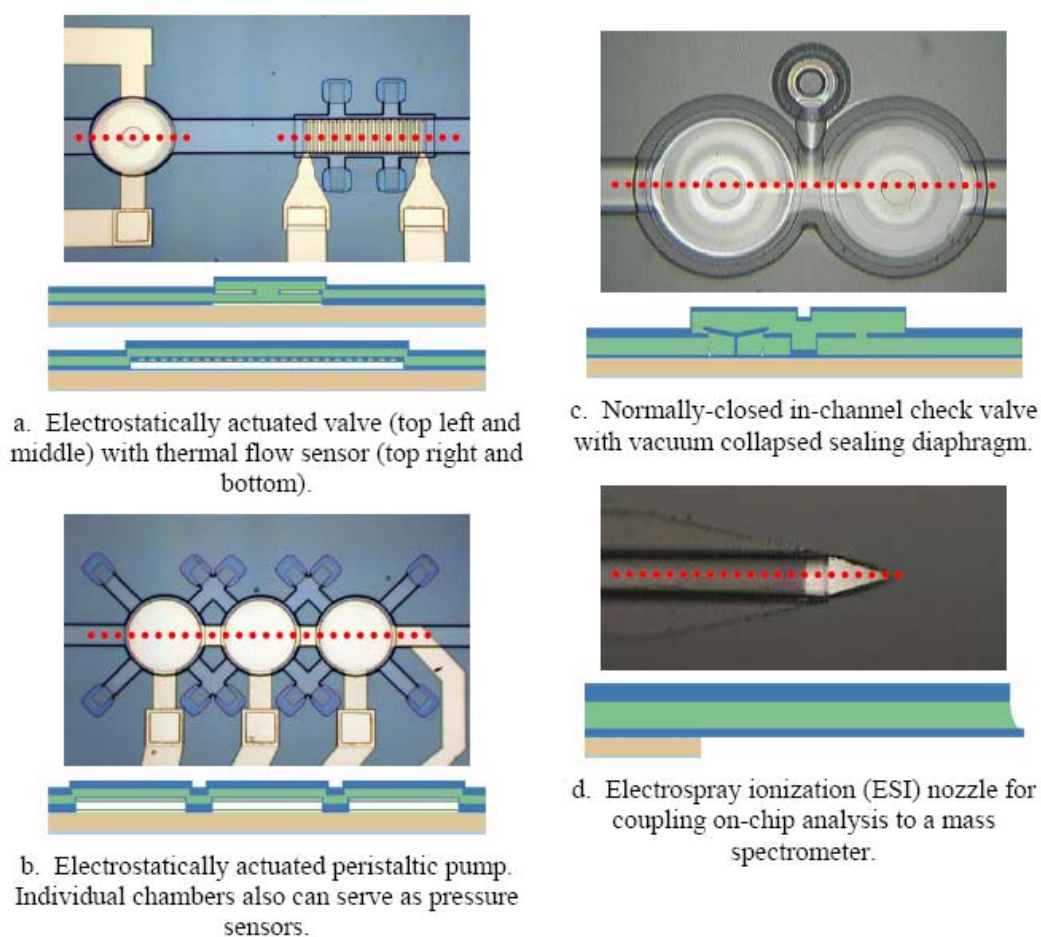 a. Electrostatically actuated valve (top left and
middle) with thermal flow sensor (top right and
bottom).
b. Electrostatically actuated peristaltic pump.
Individual chambers also can serve as pressure
sensors.
c. Normally-closed in-channel check valve
with vacuum collapsed sealing diaphragm.
d. Electrospray ionization (ESI) nozzle for
coupling on-chip analysis to a mass
spectrometer.